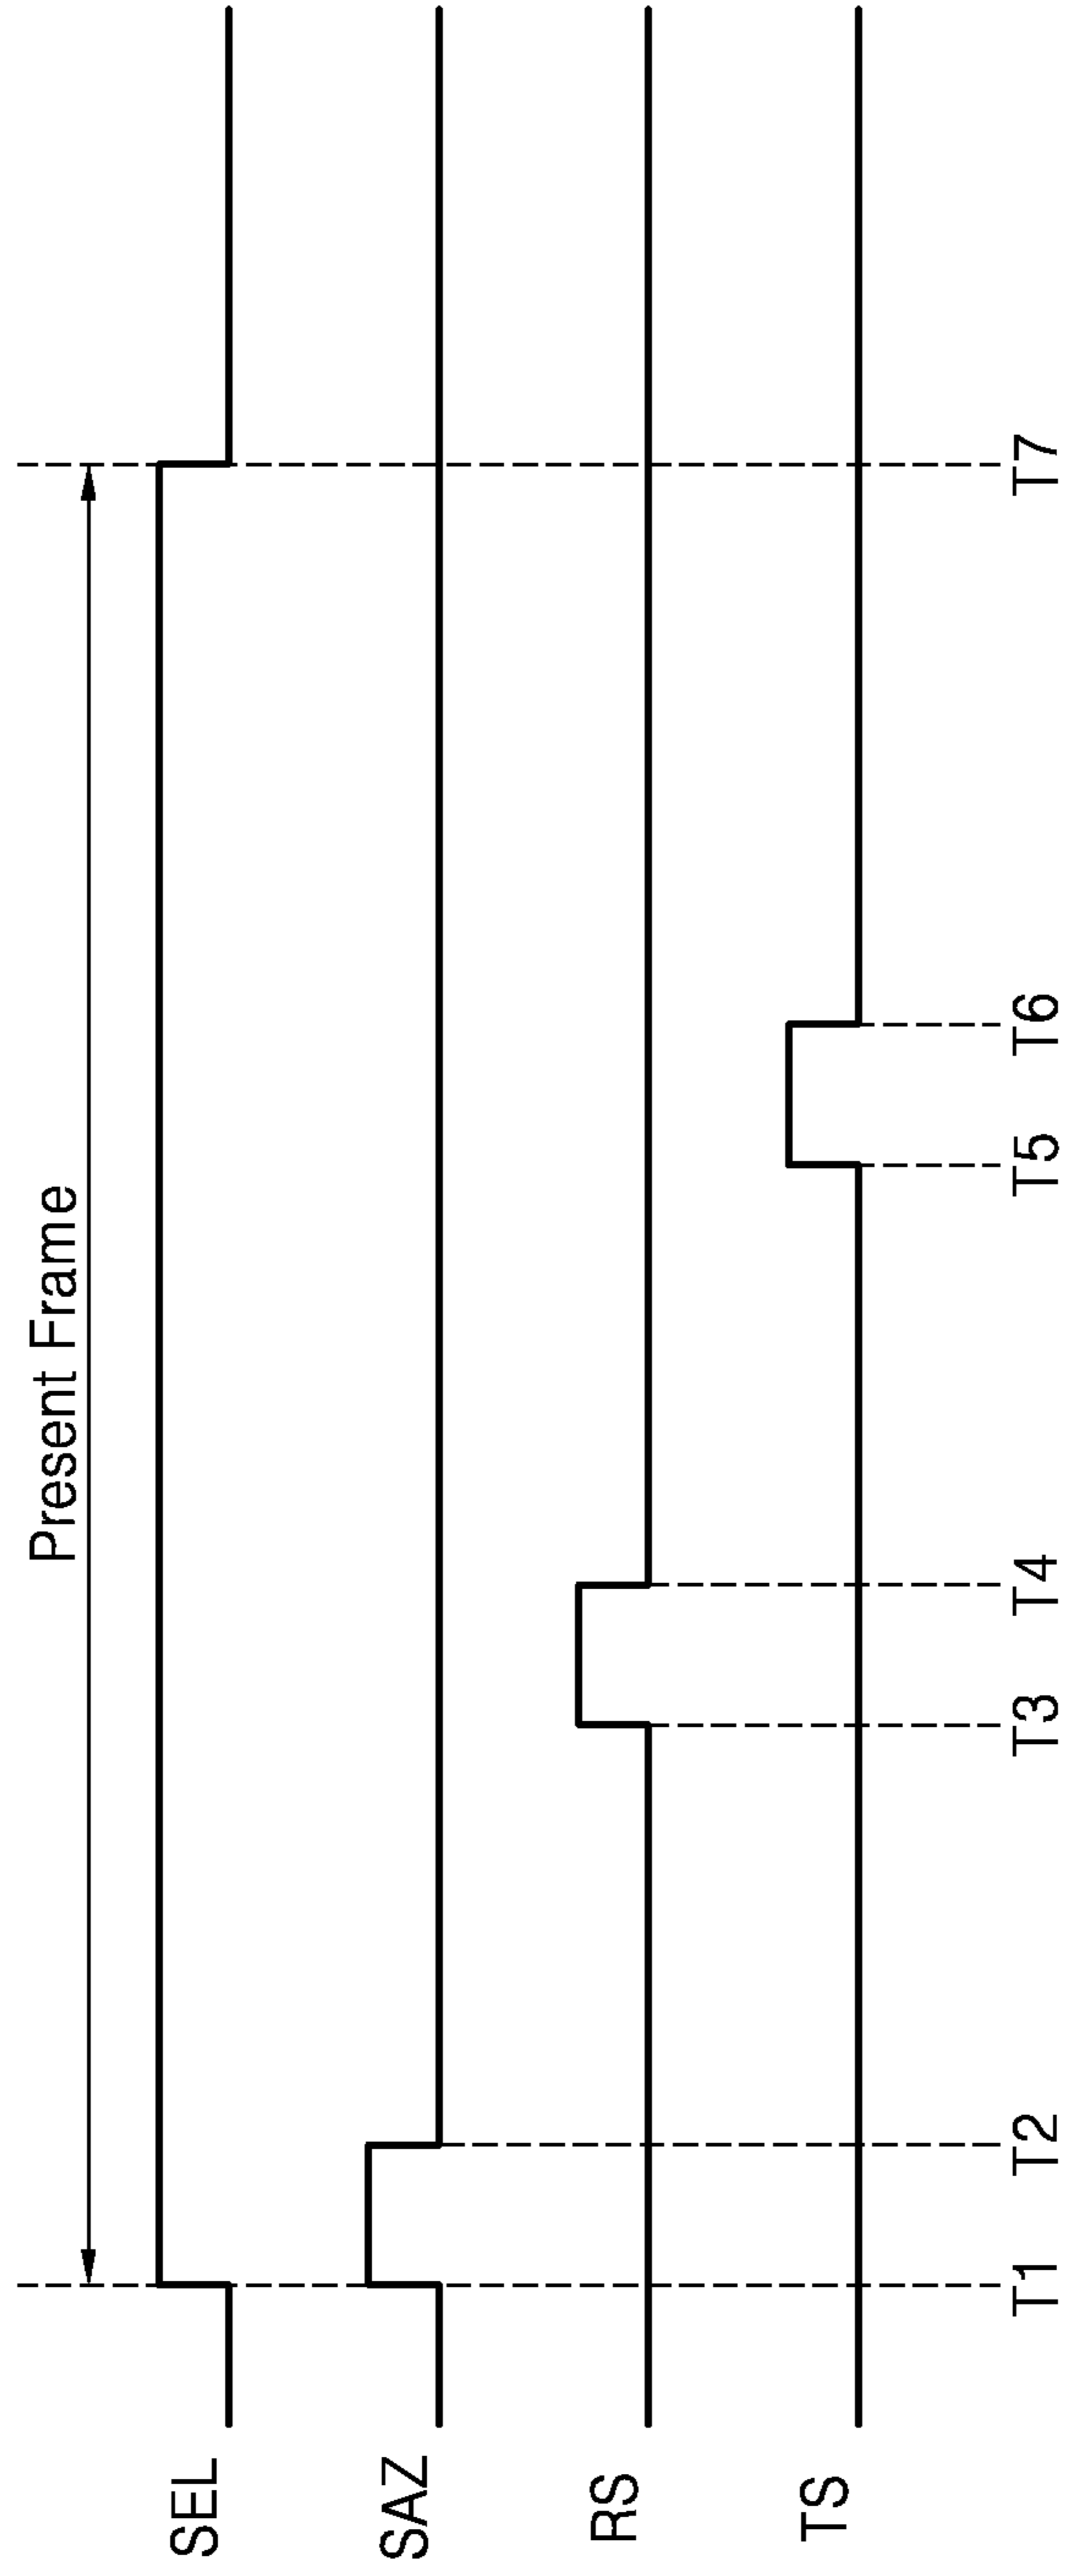 Present Frame
SEL
SAZ
RS
TS
T1 T2 T3 T4 T5 T6 T7